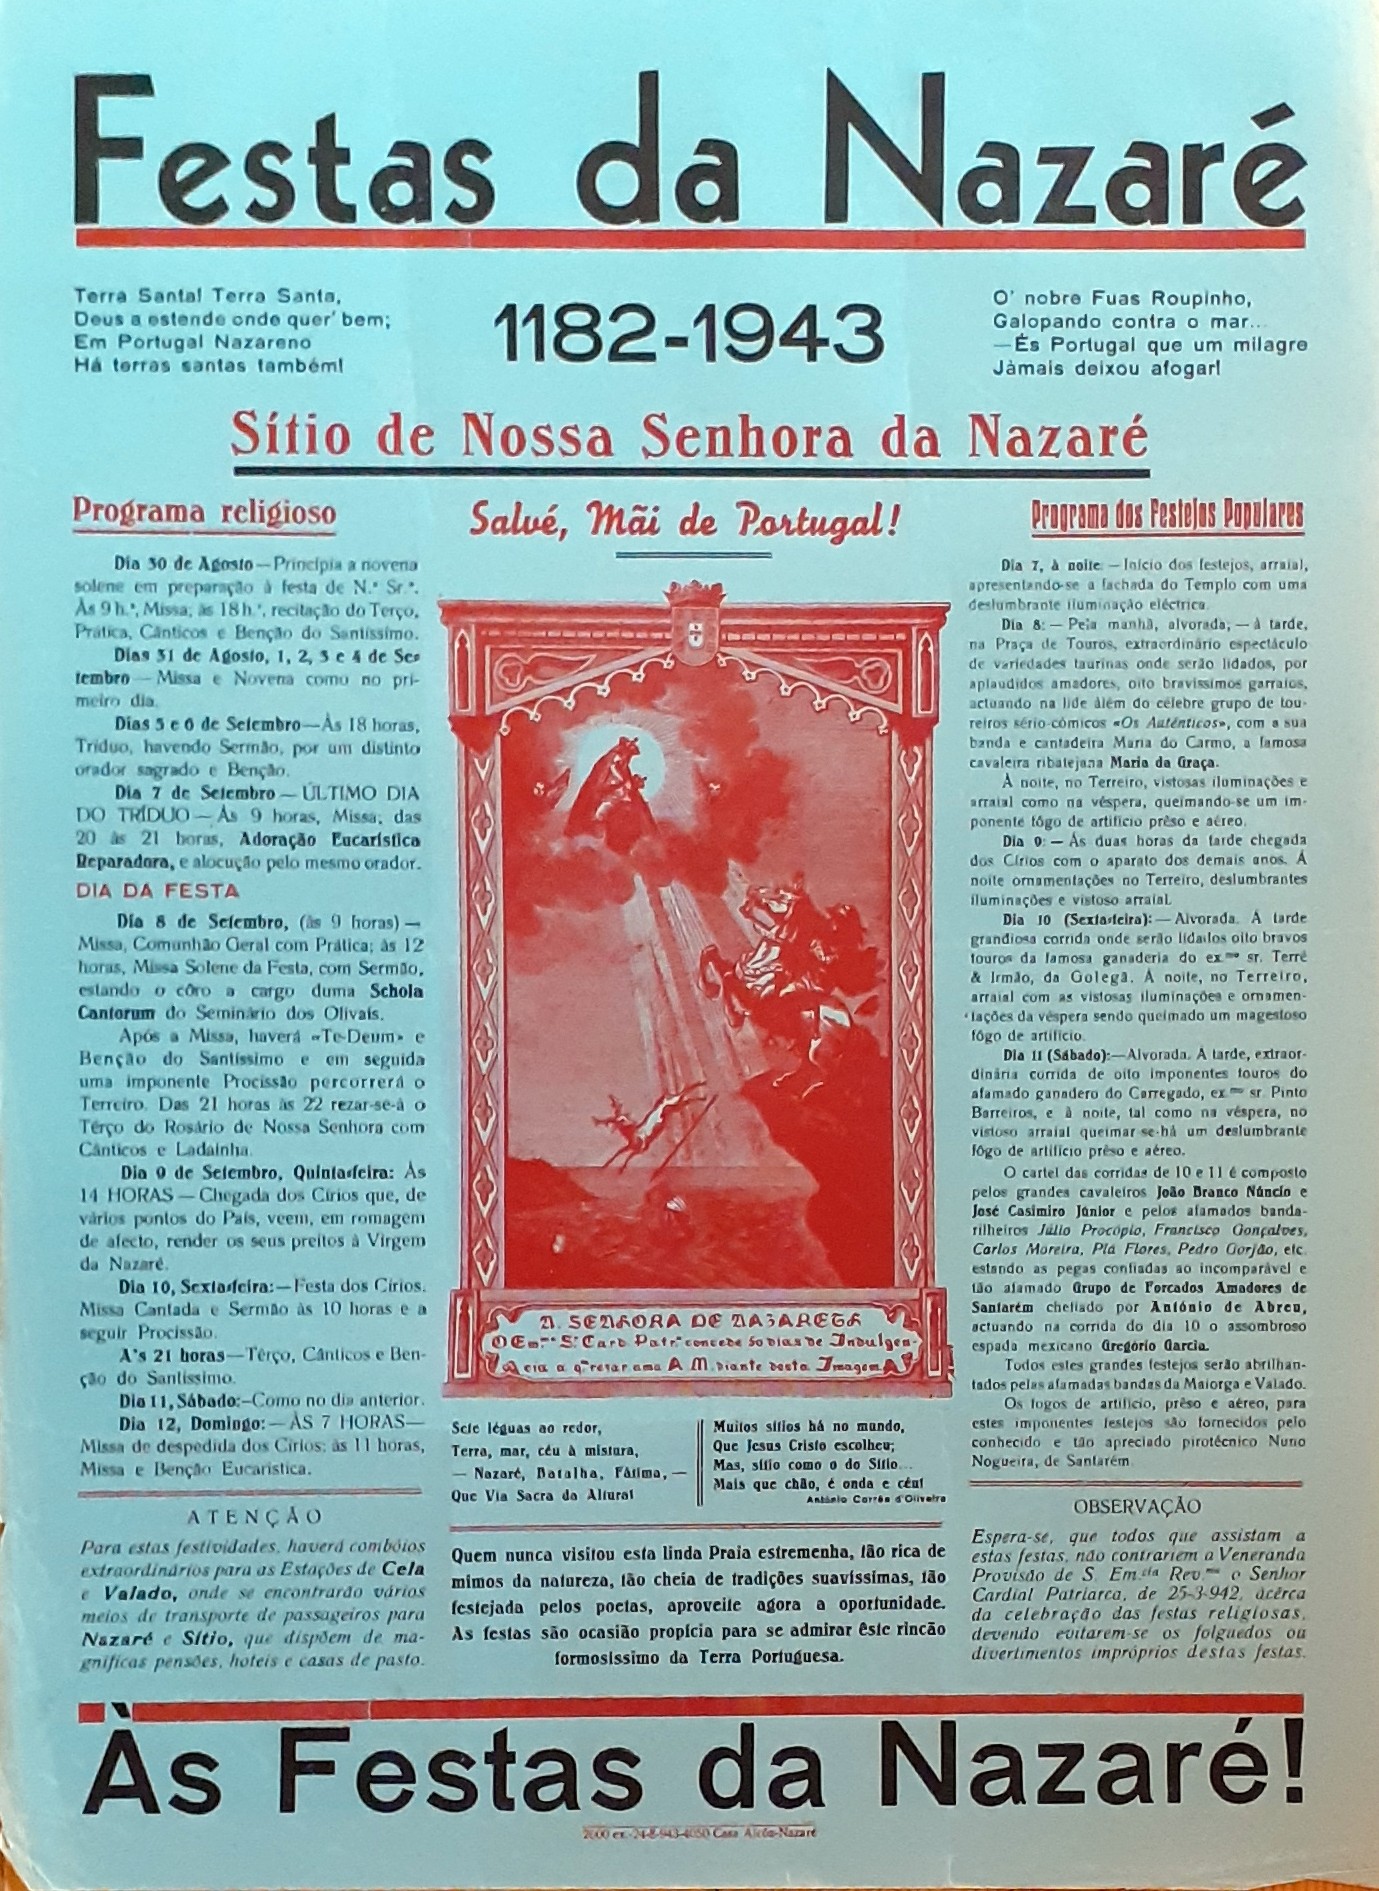 Festas da Nazaré
Terra Santa! Terra Santa,
Deus a estende onde quer' bem;
Em Portugal Nazareno
Há terras santas também!
1182-1943
O' nobre Fuas Roupinho,
Galopando contra o mar...
—És Portugal que um milagre
Jàmais deixou afogar!
Sítio de Nossa Senhora da Nazaré
Programa religioso
Dia 30 de Agosto—Princípia a novena
solene em preparação à festa de N.ª Sr.ª.
Às 9 h.ˢ, Missa; às 18 h.ˢ, recitação do Terço,
Prática, Cânticos e Benção do Santíssimo.
Dias 31 de Agosto, 1, 2, 3 e 4 de Se-
tembro — Missa e Novena como no pri-
meiro dia.
Dias 5 e 6 de Setembro—Às 18 horas,
Tríduo, havendo Sermão, por um distinto
orador sagrado e Benção.
Dia 7 de Setembro — ÚLTIMO DIA
DO TRÍDUO — Às 9 horas, Missa; das
20 às 21 horas, Adoração Eucarística
Reparadora, e alocução pelo mesmo orador.
DIA DA FESTA
Dia 8 de Setembro, (às 9 horas) —
Missa, Comunhão Geral com Prática; às 12
horas, Missa Solene da Festa, com Sermão,
estando o côro a cargo duma Schola
Cantorum do Seminário dos Olivais.
Após a Missa, haverá «Te-Deum» e
Benção do Santíssimo e em seguida
uma imponente Procissão percorrerá o
Terreiro. Das 21 horas às 22 rezar-se-á o
Têrço do Rosário de Nossa Senhora com
Cânticos e Ladainha.
Dia 9 de Setembro, Quinta-feira: Às
14 HORAS — Chegada dos Círios que, de
vários pontos do País, veem, em romagem
de afecto, render os seus preitos à Virgem
da Nazaré.
Dia 10, Sexta-feira:—Festa dos Círios.
Missa Cantada e Sermão às 10 horas e a
seguir Procissão.
A's 21 horas—Têrço, Cânticos e Ben-
ção do Santíssimo.
Dia 11, Sábado:—Como no dia anterior.
Dia 12, Domingo:—ÀS 7 HORAS—
Missa de despedida dos Círios; às 11 horas,
Missa e Benção Eucarística.
ATENÇÃO
Para estas festividades, haverá combóios
extraordinários para as Estações de Cela
e Valado, onde se encontrarão vários
meios de transporte de passageiros para
Nazaré e Sítio, que dispõem de ma-
gníficas pensões, hoteis e casas de pasto.
Salvé, Mãi de Portugal!
A SENHORA DE NAZARETH
O Em.ᵐᵒ S.ʳ Card. Patr.ᶜᵃ concede 50 dias de Indulgen-
cia a q.ᵐ resar uma A M. diante desta Imagem
Sete léguas ao redor,
Terra, mar, céu à mistura,
— Nazaré, Batalha, Fátima, —
Que Via Sacra da Altura!
Muitos sítios há no mundo,
Que Jesus Cristo escolheu;
Mas, sítio como o do Sítio...
Mais que chão, é onda e céu!
António Corrêa d'Oliveira
Quem nunca visitou esta linda Praia estremenha, tão rica de
mimos da natureza, tão cheia de tradições suavíssimas, tão
festejada pelos poetas, aproveite agora a oportunidade.
As festas são ocasião propícia para se admirar êste rincão
formosíssimo da Terra Portuguesa.
Programa dos Festejos Populares
Dia 7, à noite: — Início dos festejos, arraial,
apresentando-se a fachada do Templo com uma
deslumbrante iluminação eléctrica.
Dia 8: — Pela manhã, alvorada; — à tarde,
na Praça de Touros, extraordinário espectáculo
de variedades taurinas onde serão lidados, por
aplaudidos amadores, oito bravíssimos garraios,
actuando na lide àlém do célebre grupo de tou-
reiros sério-cómicos «Os Autênticos», com a sua
banda e cantadeira Maria do Carmo, a famosa
cavaleira ribatejana Maria da Graça.
À noite, no Terreiro, vistosas iluminações e
arraial como na véspera, queimando-se um im-
ponente fôgo de artifício prêso e aéreo.
Dia 9: — Às duas horas da tarde chegada
dos Círios com o aparato dos demais anos. À
noite ornamentações no Terreiro, deslumbrantes
iluminações e vistoso arraial.
Dia 10 (Sexta-feira): — Alvorada. À tarde
grandiosa corrida onde serão lidados oito bravos
touros da famosa ganaderia do ex.ᵐᵒ sr. Terré
& Irmão, da Golegã. À noite, no Terreiro,
arraial com as vistosas iluminações e ornamen-
tações da véspera sendo queimado um magestoso
fôgo de artifício.
Dia 11 (Sábado):—Alvorada. À tarde, extraor-
dinária corrida de oito imponentes touros do
afamado ganadero do Carregado, ex.ᵐᵒ sr. Pinto
Barreiros, e à noite, tal como na véspera, no
vistoso arraial queimar-se-há um deslumbrante
fôgo de artifício prêso e aéreo.
O cartel das corridas de 10 e 11 é composto
pelos grandes cavaleiros João Branco Núncio e
José Casimiro Júnior e pelos afamados banda-
rilheiros Júlio Procópio, Francisco Gonçalves,
Carlos Moreira, Plá Flores, Pedro Gorjão, etc.
estando as pegas confiadas ao incomparável e
tão afamado Grupo de Forcados Amadores de
Santarém chefiado por António de Abreu,
actuando na corrida do dia 10 o assombroso
espada mexicano Gregório Garcia.
Todos estes grandes festejos serão abrilhan-
tados pelas afamadas bandas da Maiorga e Valado.
Os fogos de artifício, prêso e aéreo, para
estes imponentes festejos são fornecidos pelo
conhecido e tão apreciado pirotécnico Nuno
Nogueira, de Santarém.
OBSERVAÇÃO
Espera-se, que todos que assistam a
estas festas, não contrariem a Veneranda
Provisão de S. Em.ᶜⁱᵃ Rev.ᵐᵃ o Senhor
Cardial Patriarca, de 25-3-942, àcêrca
da celebração das festas religiosas,
devendo evitarem-se os folguedos ou
divertimentos impróprios destas festas.
Às Festas da Nazaré!
2000 ex.-24-8-943-4050 Casa Alcôa-Nazaré